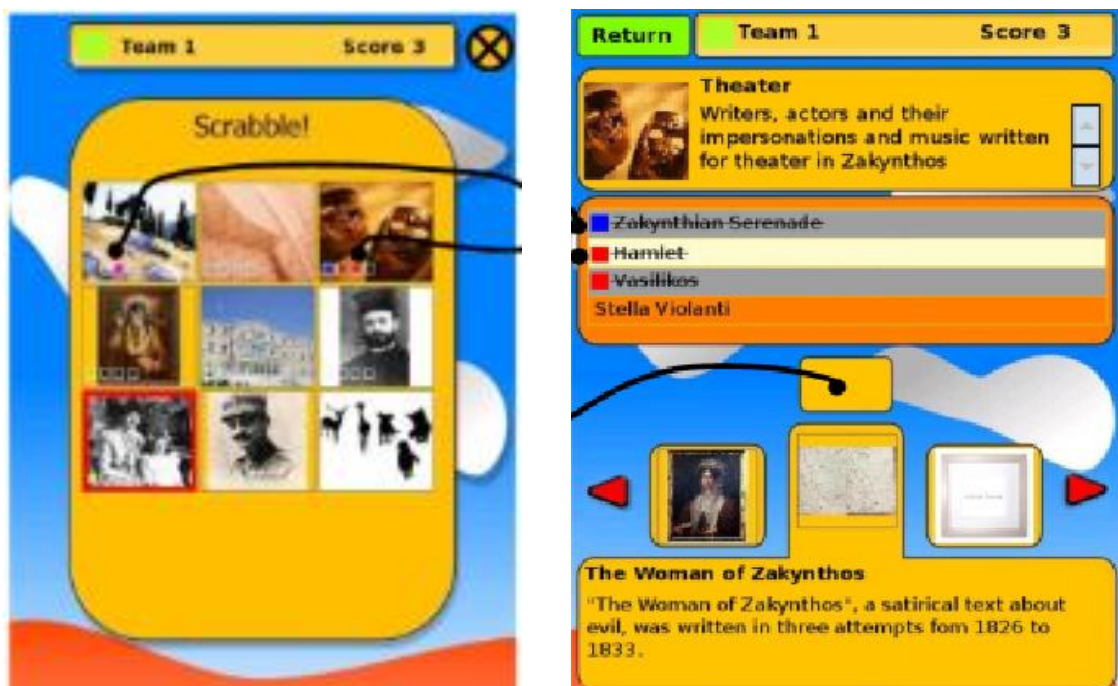 Team 1 Score 3
Scrabble!
Return Team 1 Score 3
Theater
Writers, actors and their
impersonations and music written
for theater in Zakynthos
Zakynthian Serenade
Hamlet
Vasilikos
Stella Violanti
The Woman of Zakynthos
"The Woman of Zakynthos", a satirical text about
evil, was written in three attempts fom 1826 to
1833.